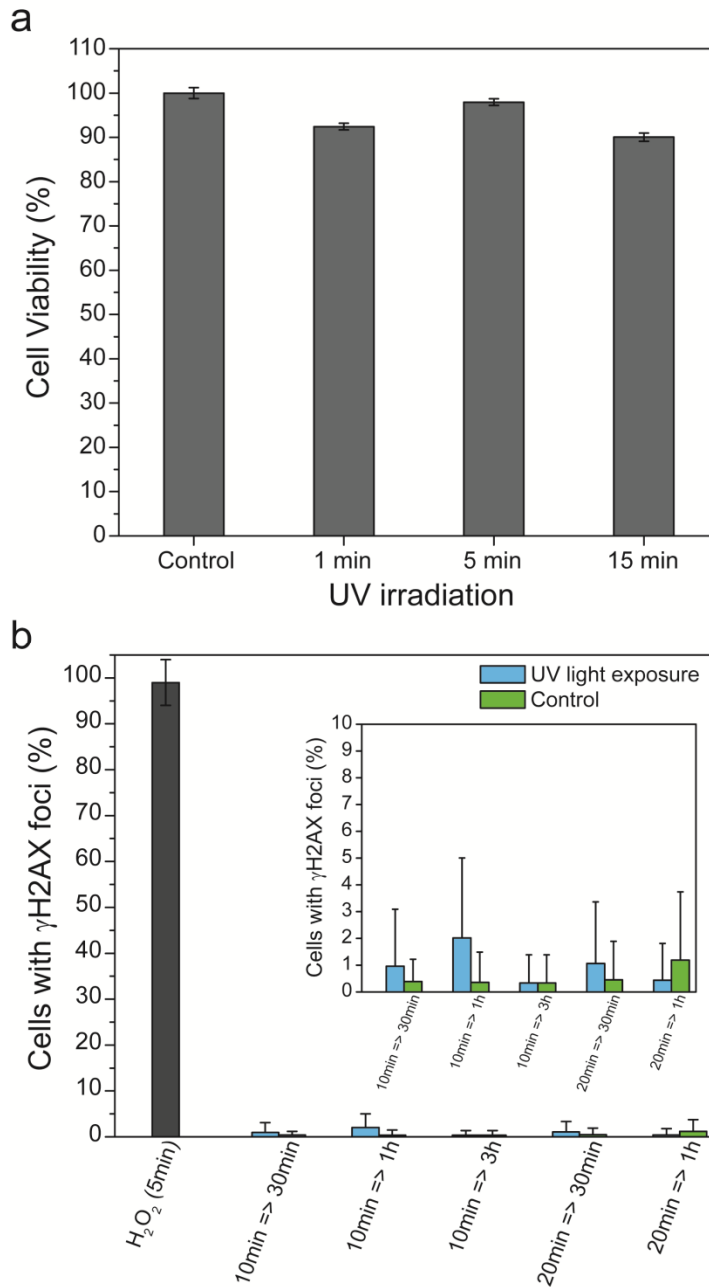 a
110
100
90
80
70
60
50
40
30
20
10
0
Cell Viability (%)
Control
1 min
5 min
15 min
UV irradiation
b
100
90
80
70
60
50
40
30
20
10
0
Cells with γH2AX foci (%)
UV light exposure
Control
10
9
8
7
6
5
4
3
2
1
0
Cells with γH2AX foci (%)
10min => 30min
10min => 1h
10min => 3h
20min => 30min
20min => 1h
H₂O₂ (5min)
10min => 30min
10min => 1h
10min => 3h
20min => 30min
20min => 1h